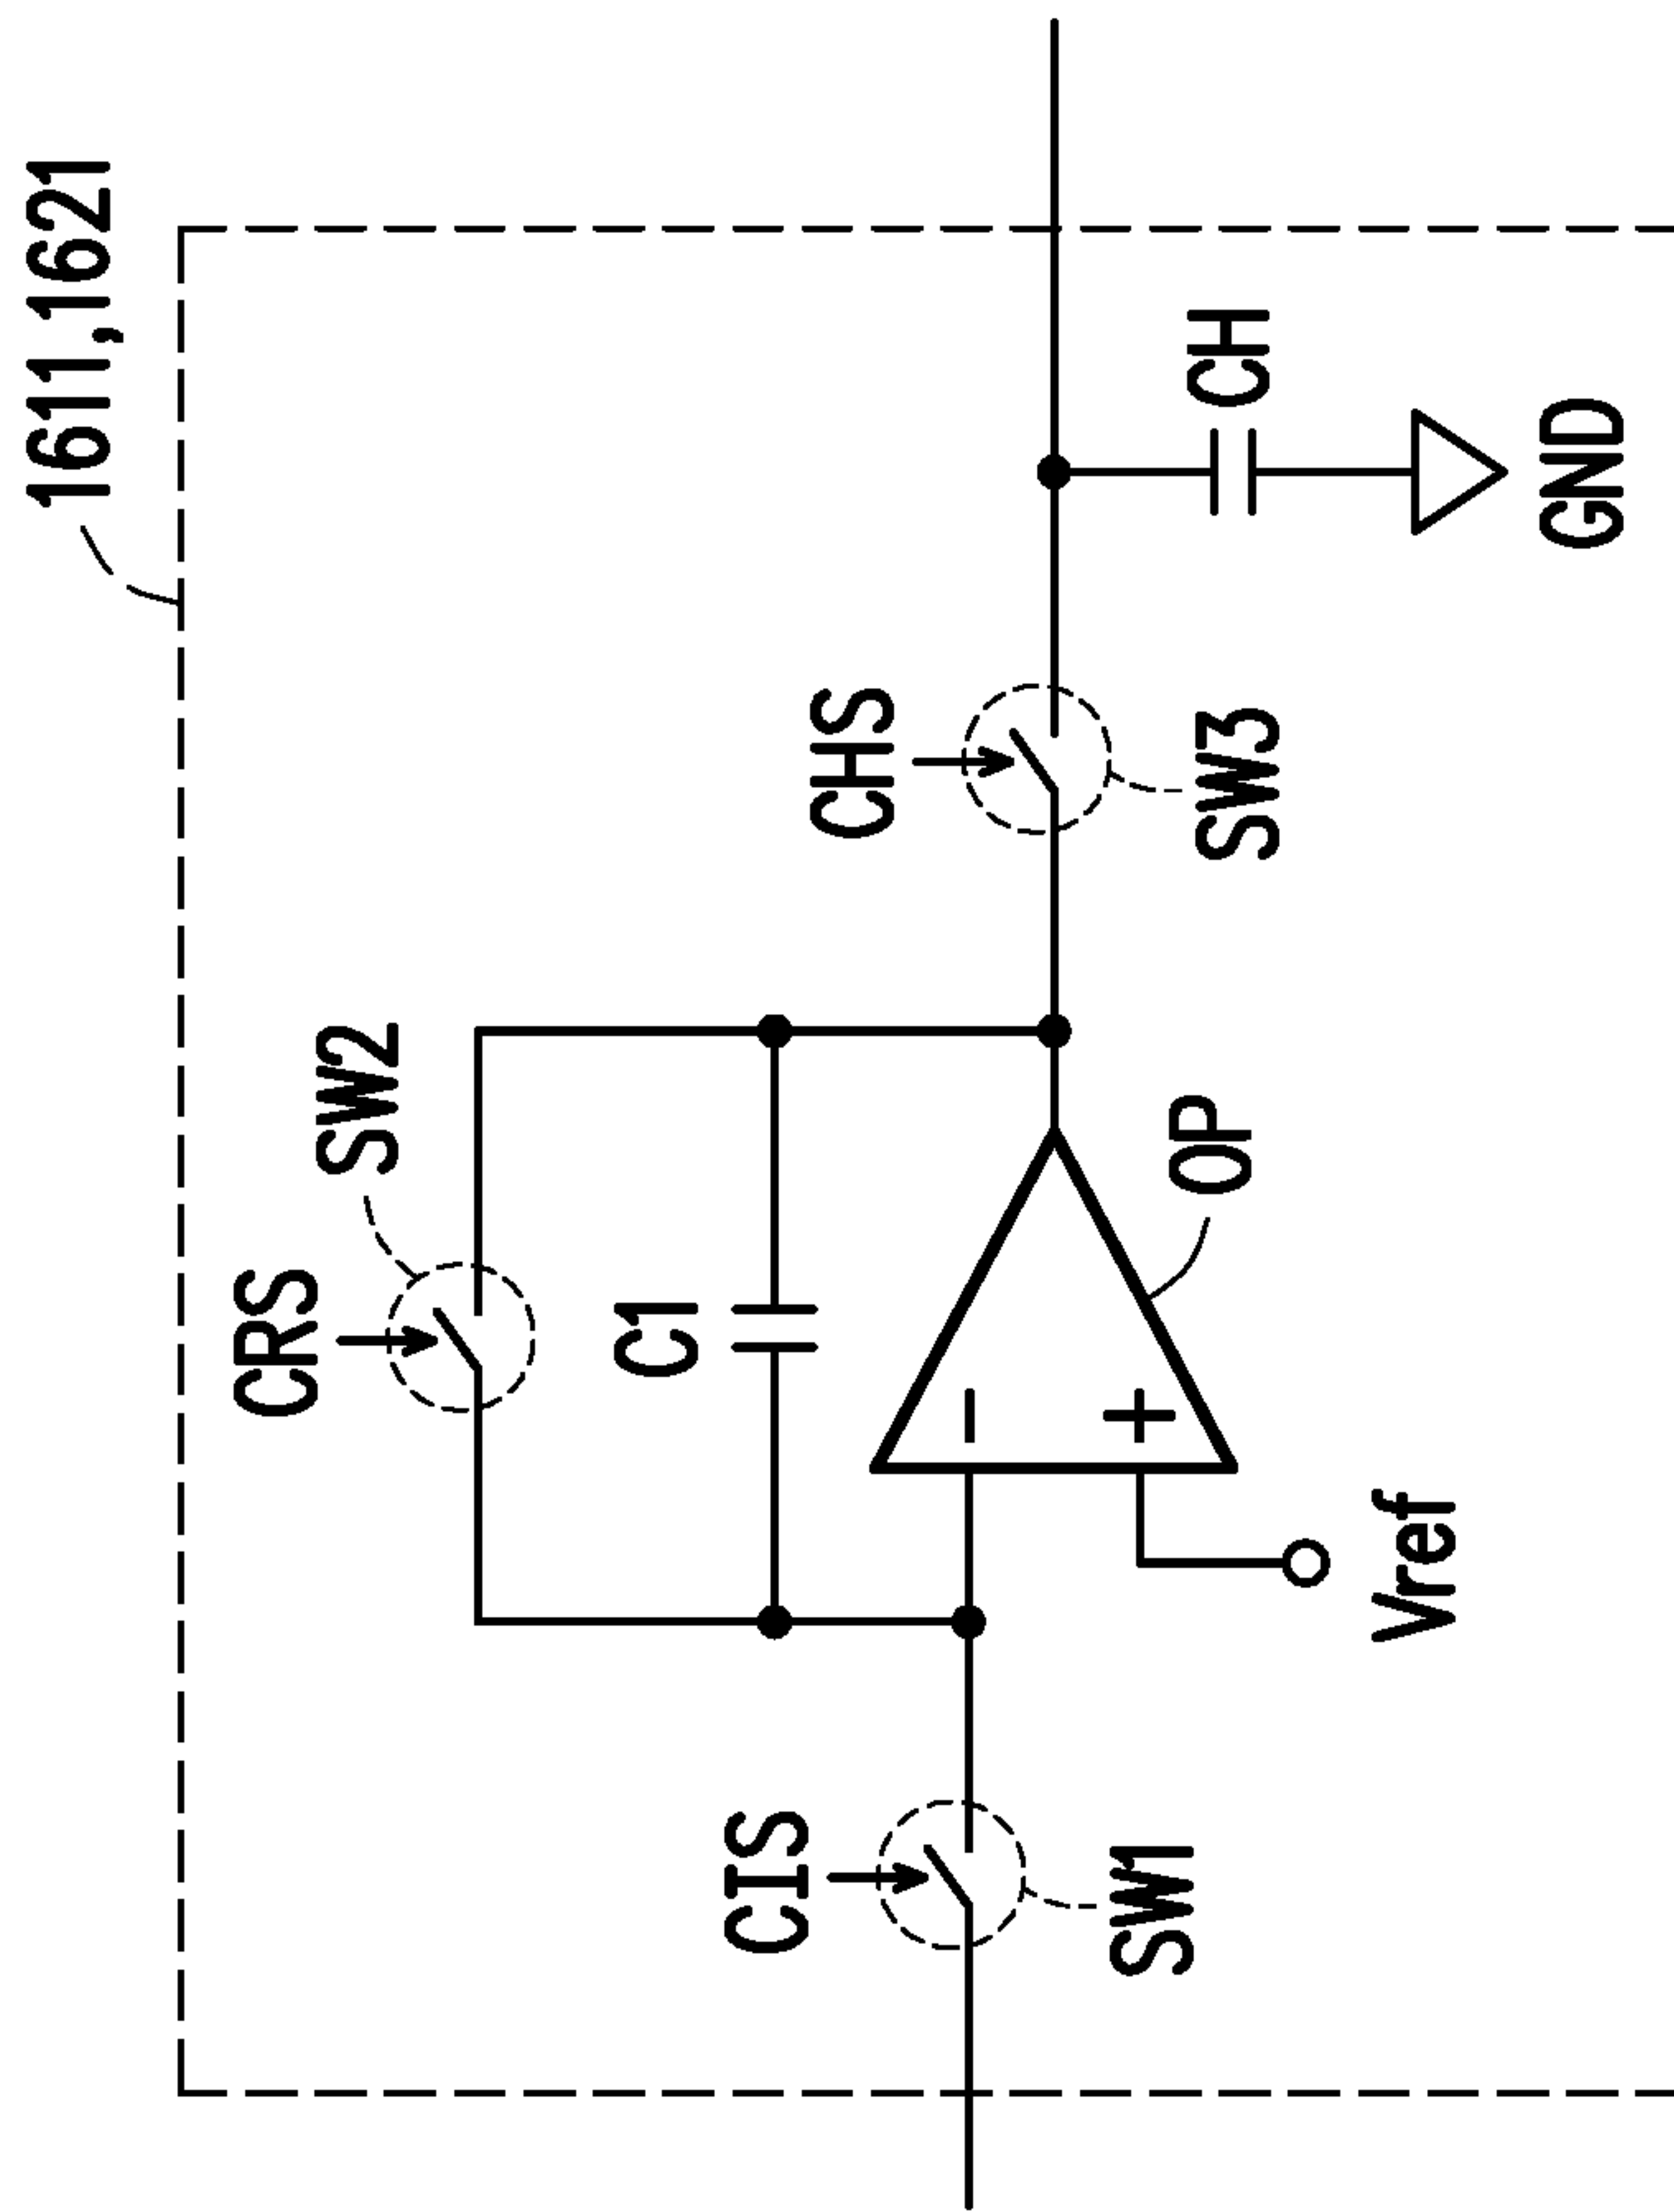 1611,1621
CRS
SW2
C1
CIS
SW1
CHS
SW3
OP
CH
Vref
GND